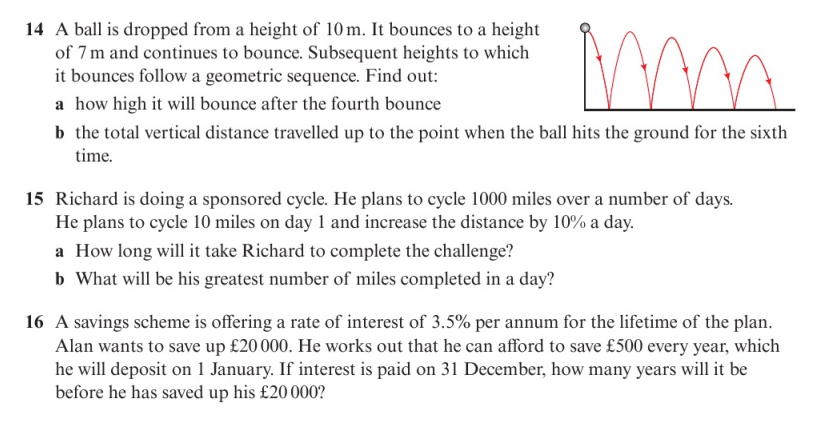 14 A ball is dropped from a height of 10 m. It bounces to a height
of 7 m and continues to bounce. Subsequent heights to which
it bounces follow a geometric sequence. Find out:
a how high it will bounce after the fourth bounce
b the total vertical distance travelled up to the point when the ball hits the ground for the sixth
time.
15 Richard is doing a sponsored cycle. He plans to cycle 1000 miles over a number of days.
He plans to cycle 10 miles on day 1 and increase the distance by 10% a day.
a How long will it take Richard to complete the challenge?
b What will be his greatest number of miles completed in a day?
16 A savings scheme is offering a rate of interest of 3.5% per annum for the lifetime of the plan.
Alan wants to save up £20 000. He works out that he can afford to save £500 every year, which
he will deposit on 1 January. If interest is paid on 31 December, how many years will it be
before he has saved up his £20 000?